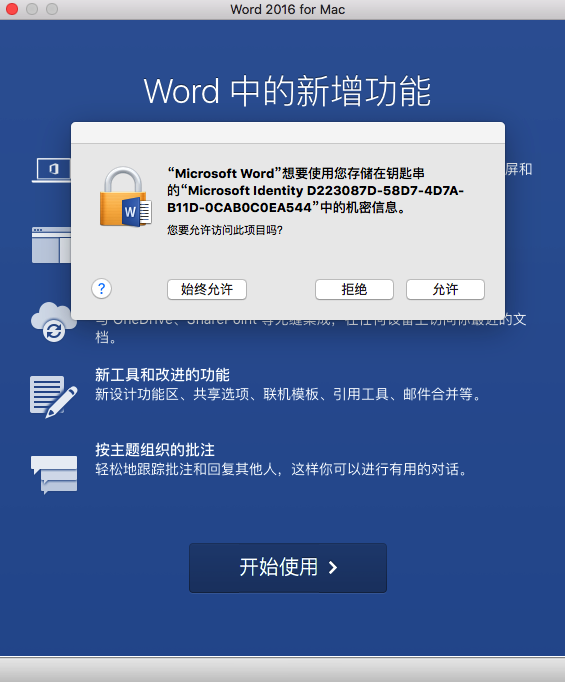 Word 2016 for Mac
Word 中的新增功能
屏和
“Microsoft Word”想要使用您存储在钥匙串
的“Microsoft Identity D223087D-58D7-4D7A-
B11D-0CAB0C0EA544”中的机密信息。
您要允许访问此项目吗?
?
始终允许
拒绝
允许
与 OneDrive、SharePoint 等无缝集成，在任何设备上访问你最近的文
档。
新工具和改进的功能
新设计功能区、共享选项、联机模板、引用工具、邮件合并等。
按主题组织的批注
轻松地跟踪批注和回复其他人，这样你可以进行有用的对话。
开始使用